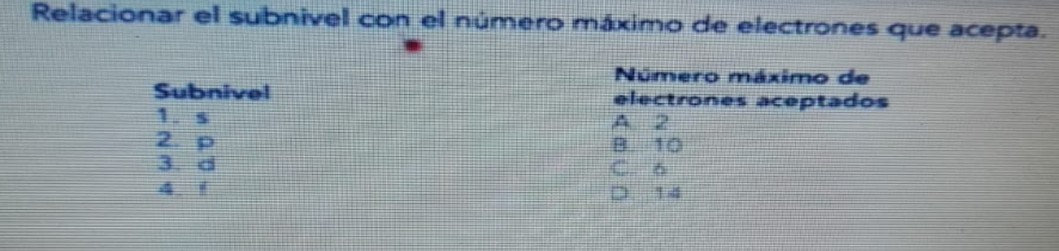 Relacionar el subnivel con el número máximo de electrones que acepta.
Subnivel
1. s
2. p
3. d
4. f
Número máximo de
electrones aceptados
A. 2
B. 10
C. 6
D. 14